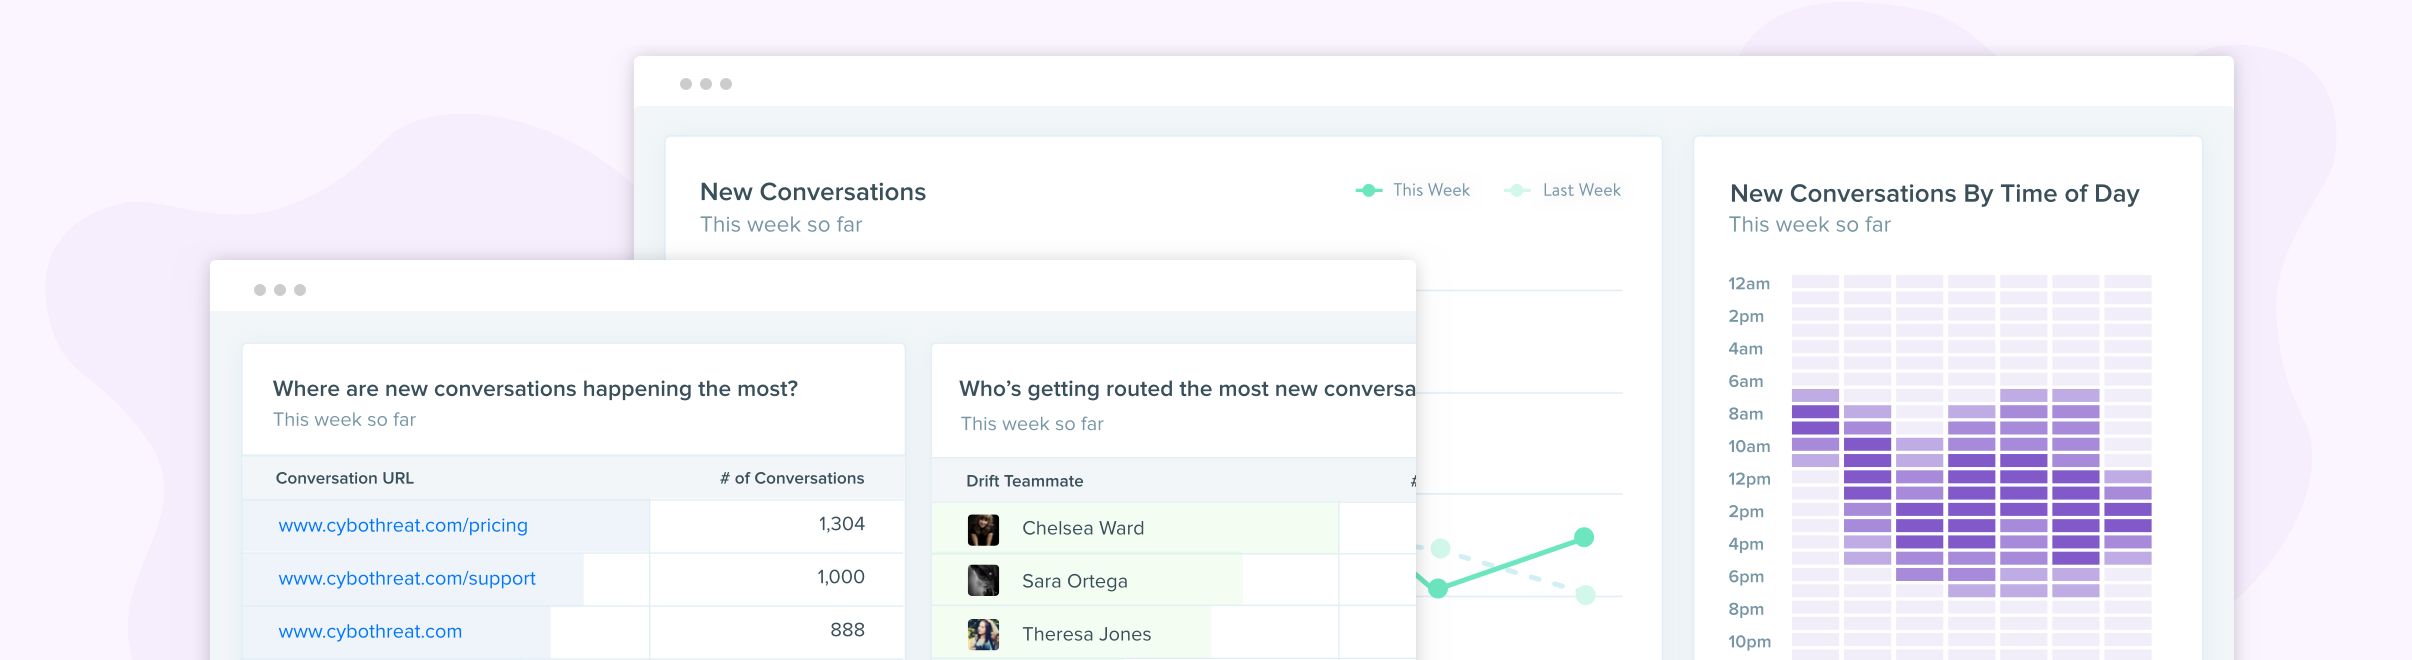 New Conversations
This week so far
This Week
Last Week
New Conversations By Time of Day
This week so far
12am
2pm
4am
6am
8am
10am
12pm
2pm
4pm
6pm
8pm
10pm
Where are new conversations happening the most?
This week so far
Conversation URL
# of Conversations
www.cybothreat.com/pricing
1,304
www.cybothreat.com/support
1,000
www.cybothreat.com
888
Who's getting routed the most new conversa
This week so far
Drift Teammate
#
Chelsea Ward
Sara Ortega
Theresa Jones